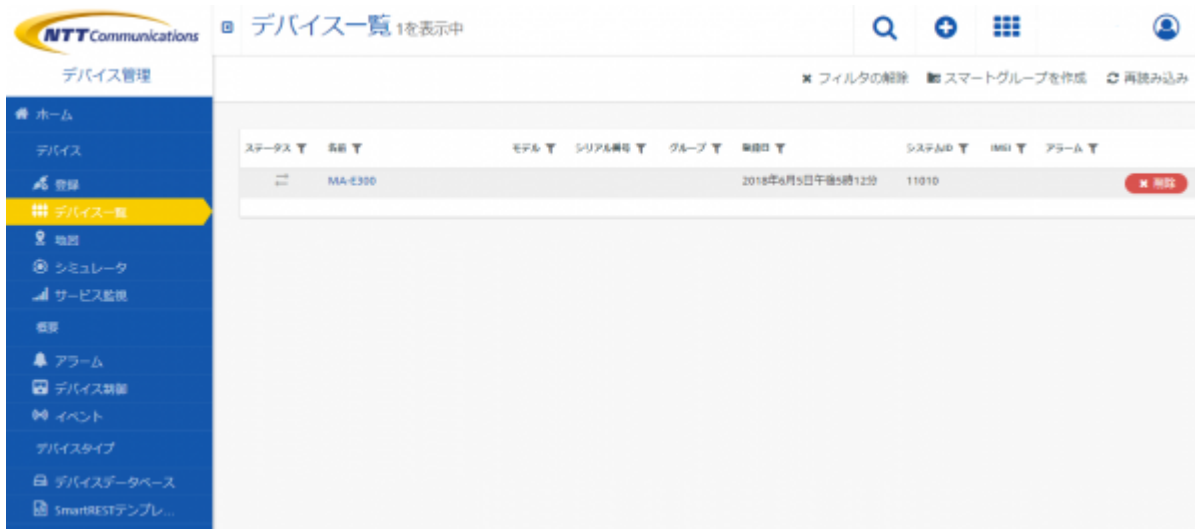 NTT Communications
デバイス一覧 1を表示中
デバイス管理
フィルタの解除 スマートグループを作成 再読み込み
ホーム
デバイス
登録
デバイス一覧
地図
シミュレータ
サービス監視
概要
アラーム
デバイス制御
イベント
デバイスタイプ
デバイスデータベース
SmartRESTテンプレ...
ステータス 名前 モデル シリアル番号 グループ 登録日 システムID IMEI アラーム
MA-E300 2018年6月5日午後5時12分 11010 削除